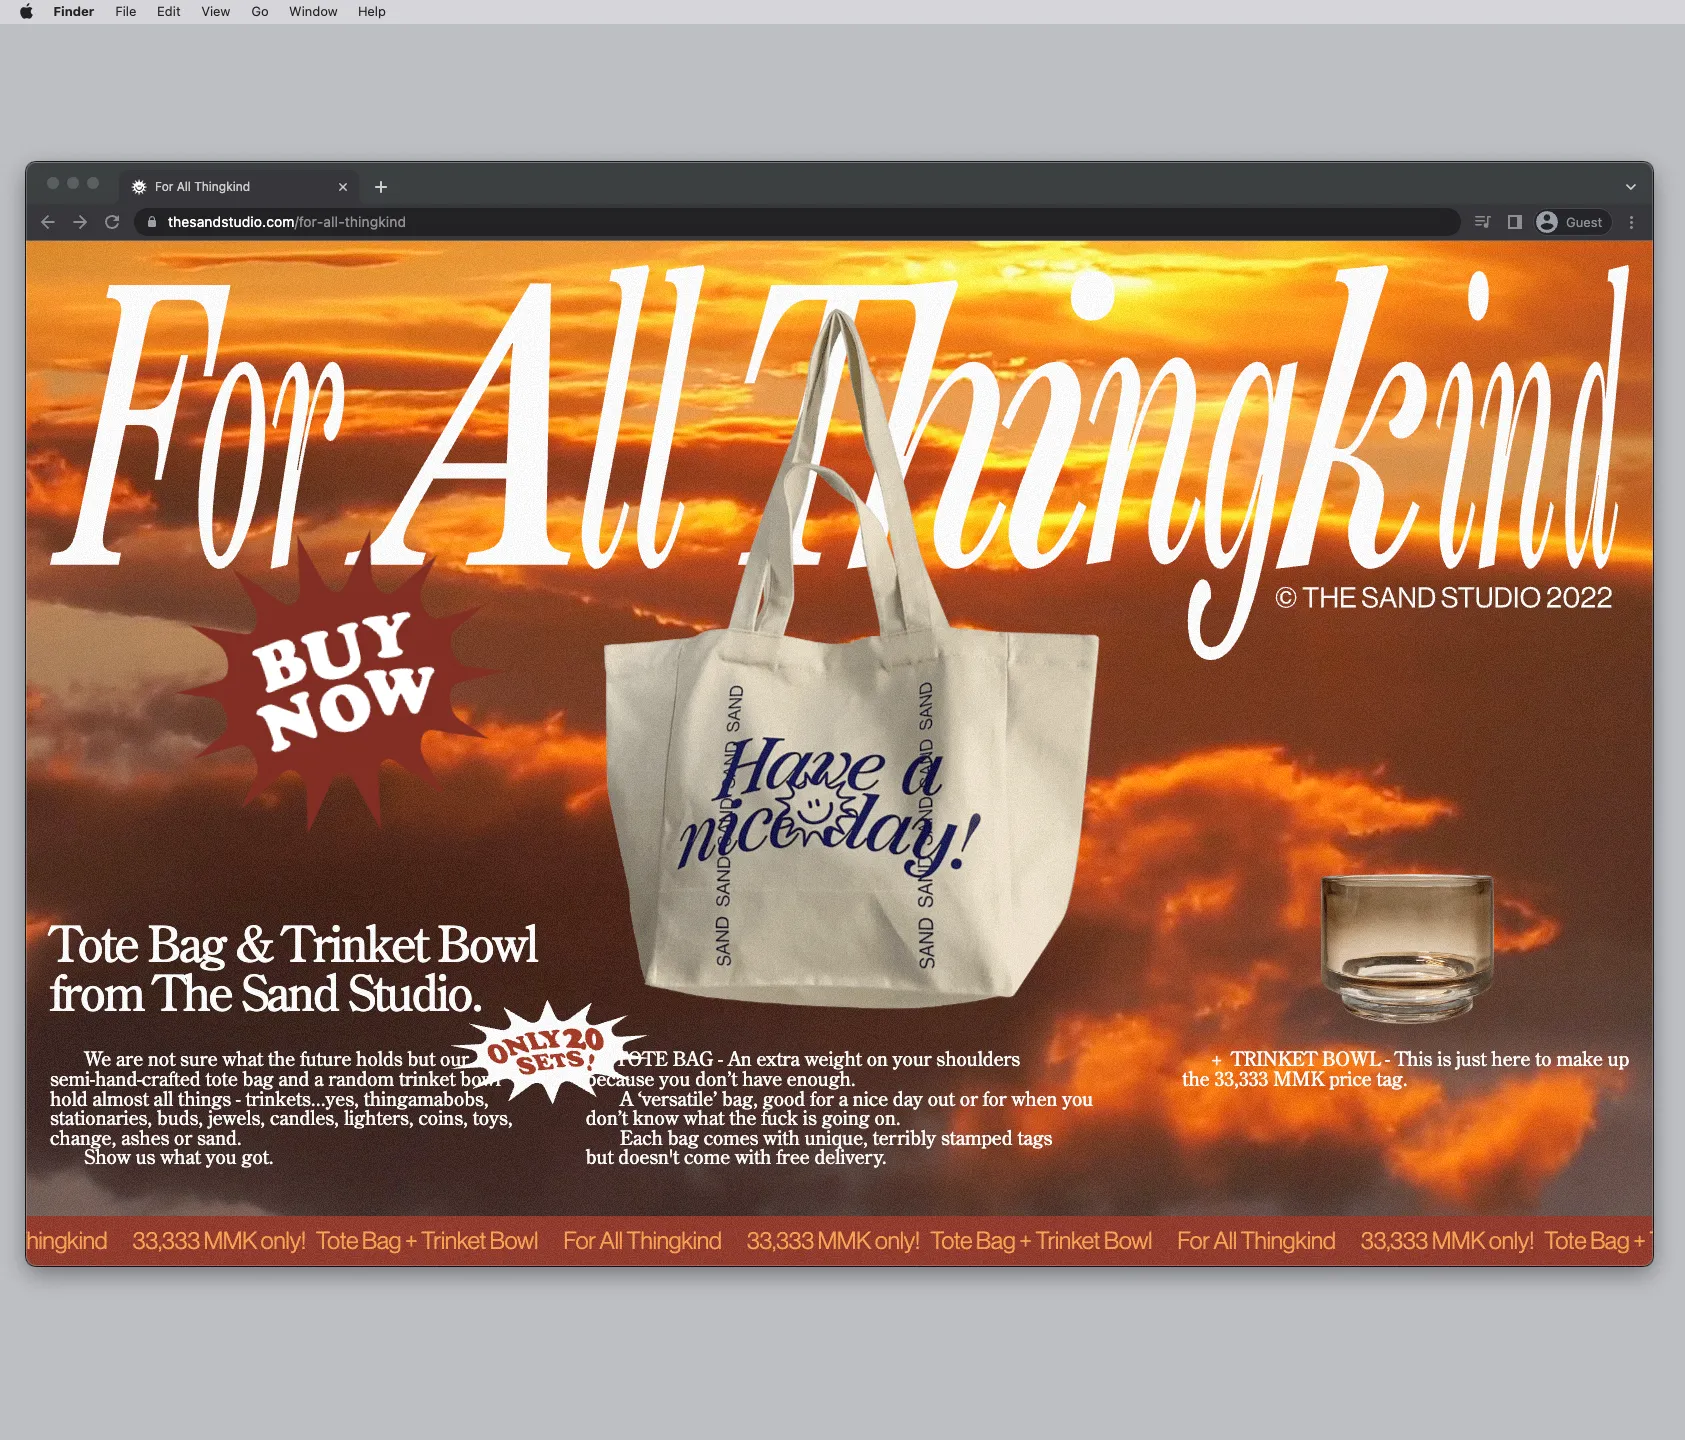 Finder File Edit View Go Window Help
For All Thingkind
thesandstudio.com/for-all-thingkind
Guest
For All Thingkind
© THE SAND STUDIO 2022
BUY
NOW
SAND SAND SAND SAND SAND
SAND SAND SAND SAND SAND
Have a
nice day!
Tote Bag & Trinket Bowl
from The Sand Studio.
ONLY 20
SETS!
We are not sure what the future holds but our
semi-hand-crafted tote bag and a random trinket bowl
hold almost all things - trinkets...yes, thingamabobs,
stationaries, buds, jewels, candles, lighters, coins, toys,
change, ashes or sand.
Show us what you got.
TOTE BAG - An extra weight on your shoulders
because you don’t have enough.
A ‘versatile’ bag, good for a nice day out or for when you
don’t know what the fuck is going on.
Each bag comes with unique, terribly stamped tags
but doesn't come with free delivery.
+ TRINKET BOWL - This is just here to make up
the 33,333 MMK price tag.
hingkind 33,333 MMK only! Tote Bag + Trinket Bowl For All Thingkind 33,333 MMK only! Tote Bag + Trinket Bowl For All Thingkind 33,333 MMK only! Tote Bag +